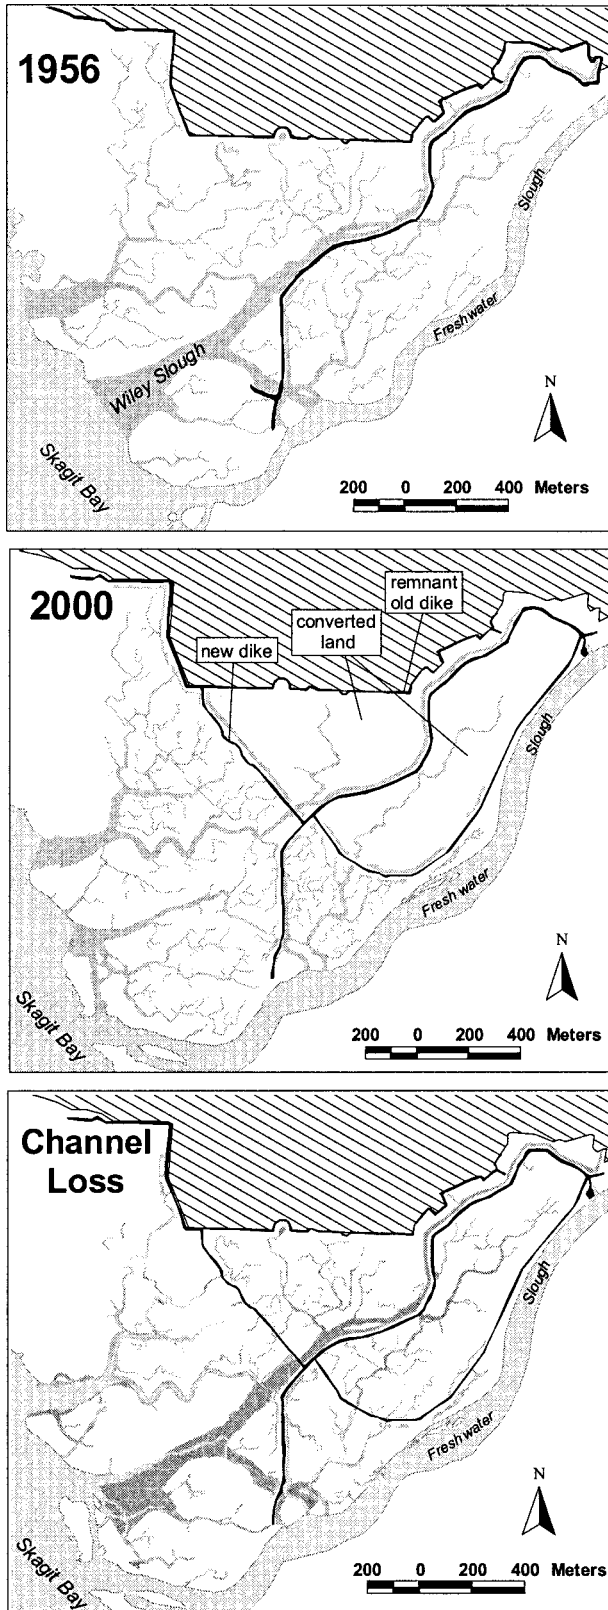 1956
Slough
Freshwater
Wiley Slough
Skagit Bay
N
200 0 200 400 Meters
2000
remnant
old dike
converted
land
new dike
Slough
Fresh water
Skagit Bay
N
200 0 200 400 Meters
Channel
Loss
Slough
Freshwater
Skagit Bay
N
200 0 200 400 Meters